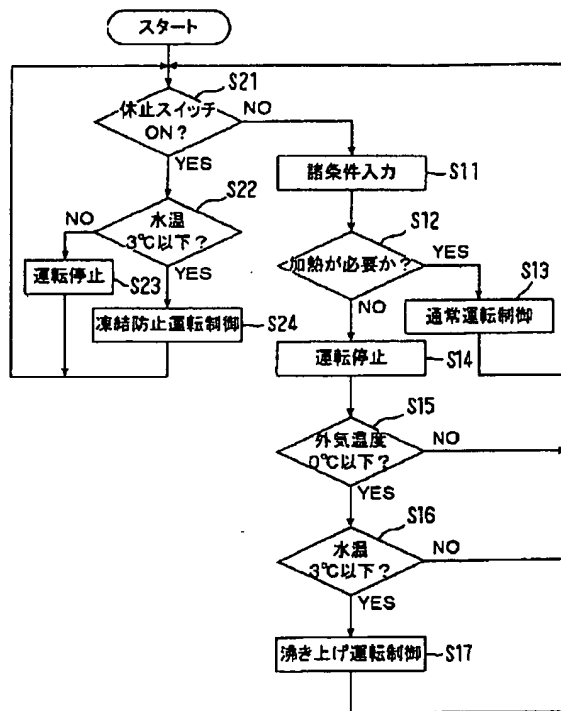 スタート
S21
休止スイッチ
ON?
NO
YES
S22
水温
3℃以下?
NO
YES
運転停止
S23
凍結防止運転制御
S24
諸条件入力
S11
S12
加熱が必要か?
YES
NO
S13
通常運転制御
運転停止
S14
S15
外気温度
0℃以下?
NO
YES
S16
水温
3℃以下?
NO
YES
沸き上げ運転制御
S17